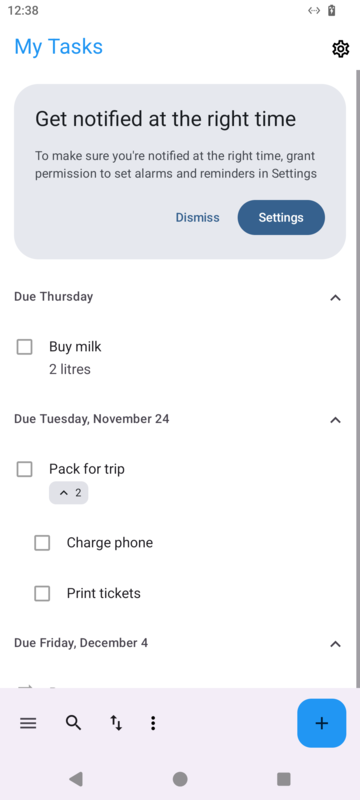 12:38
My Tasks
Get notified at the right time
To make sure you're notified at the right time, grant
permission to set alarms and reminders in Settings
Dismiss
Settings
Due Thursday
Buy milk
2 litres
Due Tuesday, November 24
Pack for trip
2
Charge phone
Print tickets
Due Friday, December 4